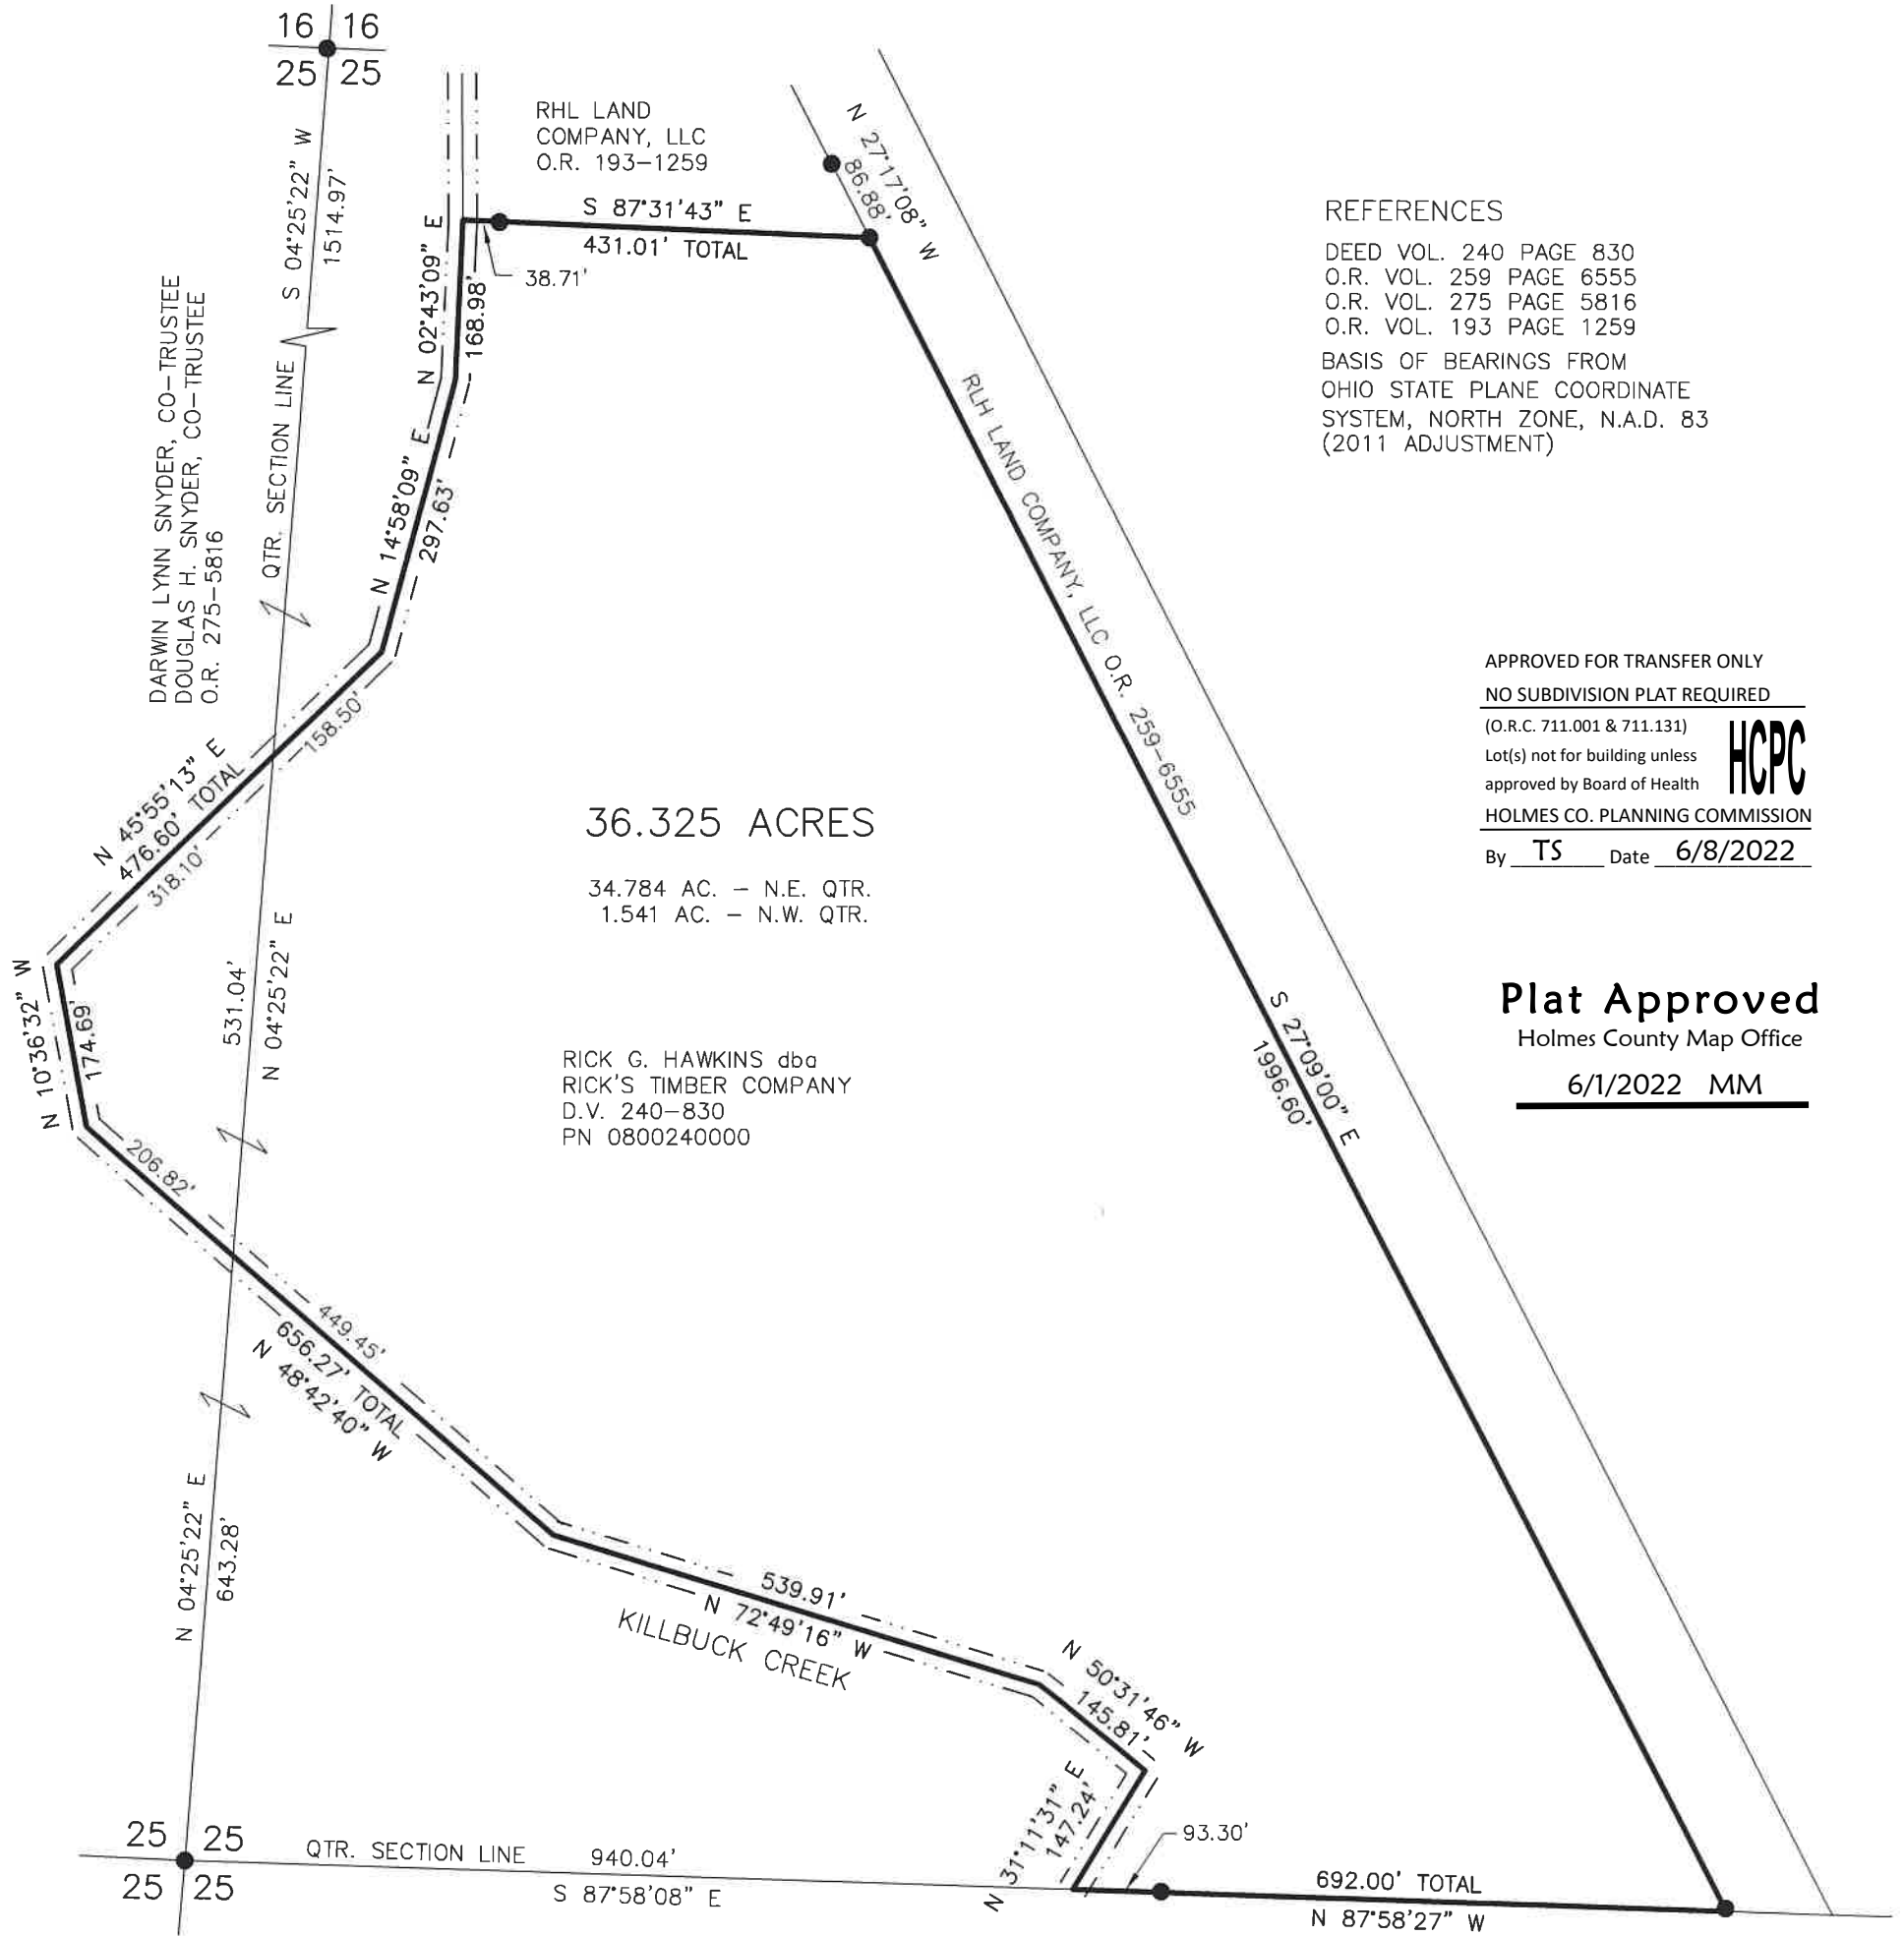 16 16
25 25
S 04°25'22" W
1514.97'
RHL LAND
COMPANY, LLC
O.R. 193-1259
N 27°17'08" W
86.88'
S 87°31'43" E
431.01' TOTAL
38.71'
N 02°43'09" E
168.98'
REFERENCES
DEED VOL. 240 PAGE 830
O.R. VOL. 259 PAGE 6555
O.R. VOL. 275 PAGE 5816
O.R. VOL. 193 PAGE 1259
BASIS OF BEARINGS FROM
OHIO STATE PLANE COORDINATE
SYSTEM, NORTH ZONE, N.A.D. 83
(2011 ADJUSTMENT)
DARWIN LYNN SNYDER, CO-TRUSTEE
DOUGLAS H. SNYDER, CO-TRUSTEE
O.R. 275-5816
QTR. SECTION LINE
N 14°58'09" E
297.63'
RLH LAND COMPANY, LLC O.R. 259-6555
APPROVED FOR TRANSFER ONLY
NO SUBDIVISION PLAT REQUIRED
(O.R.C. 711.001 & 711.131)
Lot(s) not for building unless
approved by Board of Health
HCPC
HOLMES CO. PLANNING COMMISSION
By TS Date 6/8/2022
158.50'
N 45°55'13" E
476.60' TOTAL
318.10'
36.325 ACRES
34.784 AC. - N.E. QTR.
1.541 AC. - N.W. QTR.
531.04'
N 04°25'22" E
N 10°36'32" W
174.69'
S 27°09'00" E
1996.60'
Plat Approved
Holmes County Map Office
6/1/2022 MM
RICK G. HAWKINS dba
RICK'S TIMBER COMPANY
D.V. 240-830
PN 0800240000
206.82'
449.45'
656.27' TOTAL
N 48°42'40" W
N 04°25'22" E
643.28'
539.91'
N 72°49'16" W
KILLBUCK CREEK
N 50°31'46" W
145.81'
N 31°11'31" E
147.24'
93.30'
25 25
25 25
QTR. SECTION LINE 940.04'
S 87°58'08" E
692.00' TOTAL
N 87°58'27" W